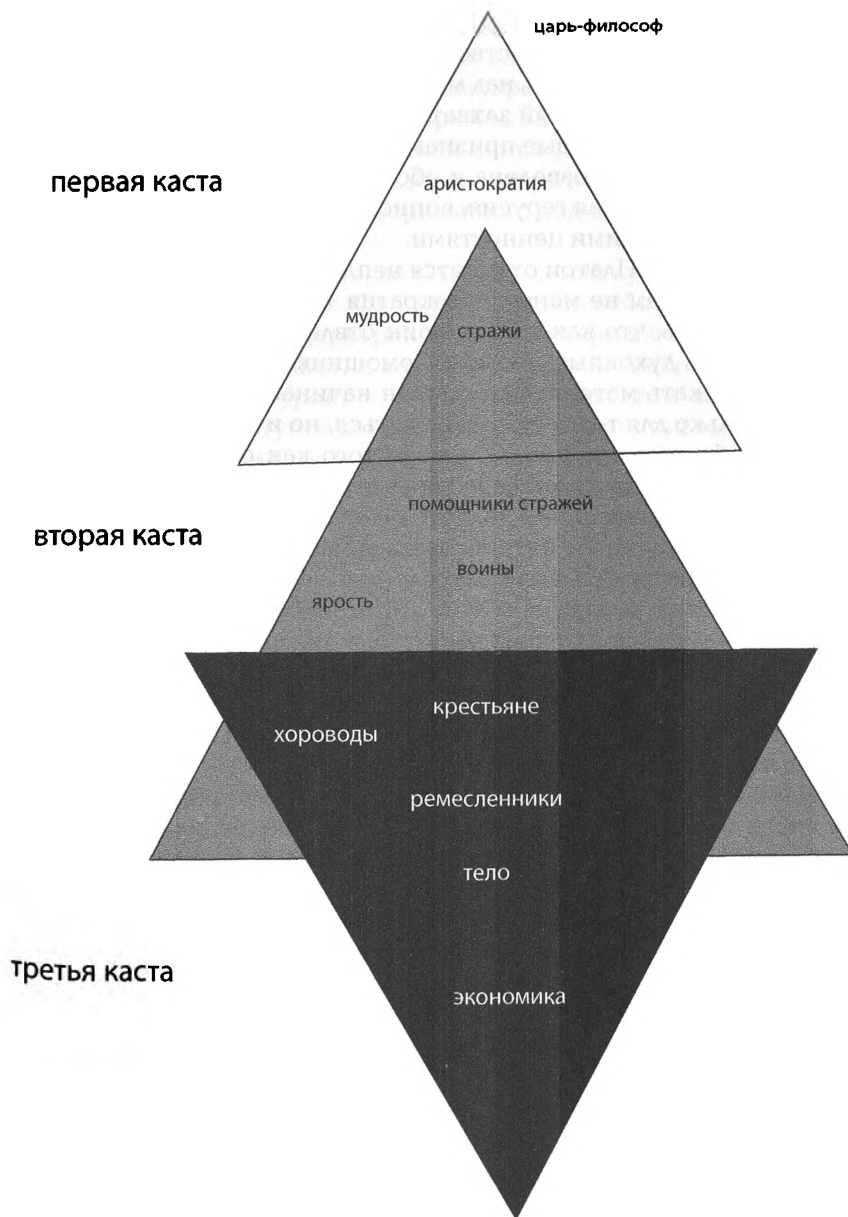 царь-философ
первая каста
аристократия
мудрость
стражи
помощники стражей
вторая каста
воины
ярость
крестьяне
хороводы
ремесленники
тело
третья каста
экономика